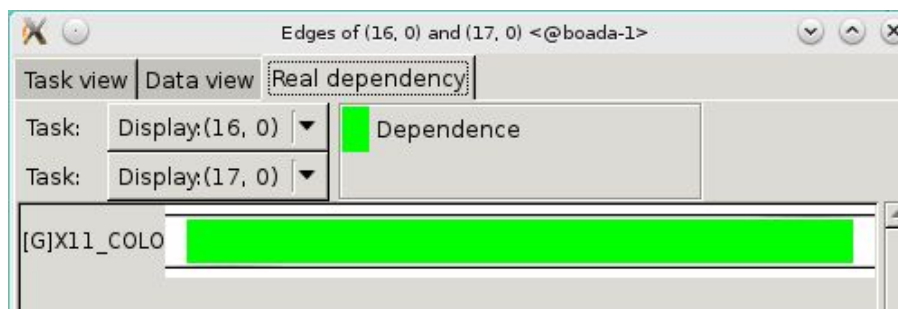 Edges of (16, 0) and (17, 0) <@boada-1>
Task view Data view Real dependency
Task: Display:(16, 0) Dependence
Task: Display:(17, 0)
[G]X11_COLO